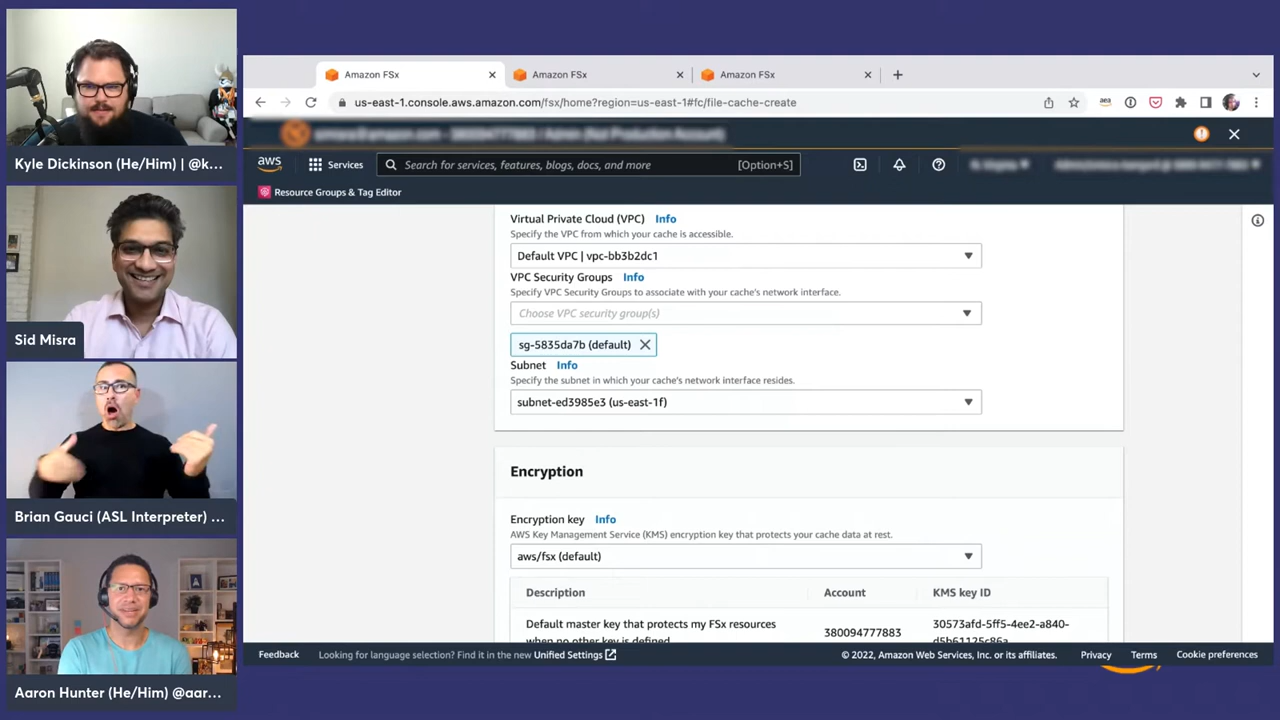 Kyle Dickinson (He/Him) | @k...
Sid Misra
Brian Gauci (ASL Interpreter) ...
Aaron Hunter (He/Him) @aar...
Amazon FSx
Amazon FSx
Amazon FSx
us-east-1.console.aws.amazon.com/fsx/home?region=us-east-1#fc/file-cache-create
aea
aws
Services
Search for services, features, blogs, docs, and more
[Option+S]
Resource Groups & Tag Editor
Virtual Private Cloud (VPC) Info
Specify the VPC from which your cache is accessible.
Default VPC | vpc-bb3b2dc1
VPC Security Groups Info
Specify VPC Security Groups to associate with your cache's network interface.
Choose VPC security group(s)
sg-5835da7b (default)
Subnet Info
Specify the subnet in which your cache's network interface resides.
subnet-ed3985e3 (us-east-1f)
Encryption
Encryption key Info
AWS Key Management Service (KMS) encryption key that protects your cache data at rest.
aws/fsx (default)
Description Account KMS key ID
Default master key that protects my FSx resources
when no other key is defined
380094777883
30573afd-5ff5-4ee2-a840-
d5b61125c86a
Feedback
Looking for language selection? Find it in the new Unified Settings
© 2022, Amazon Web Services, Inc. or its affiliates.
Privacy
Terms
Cookie preferences